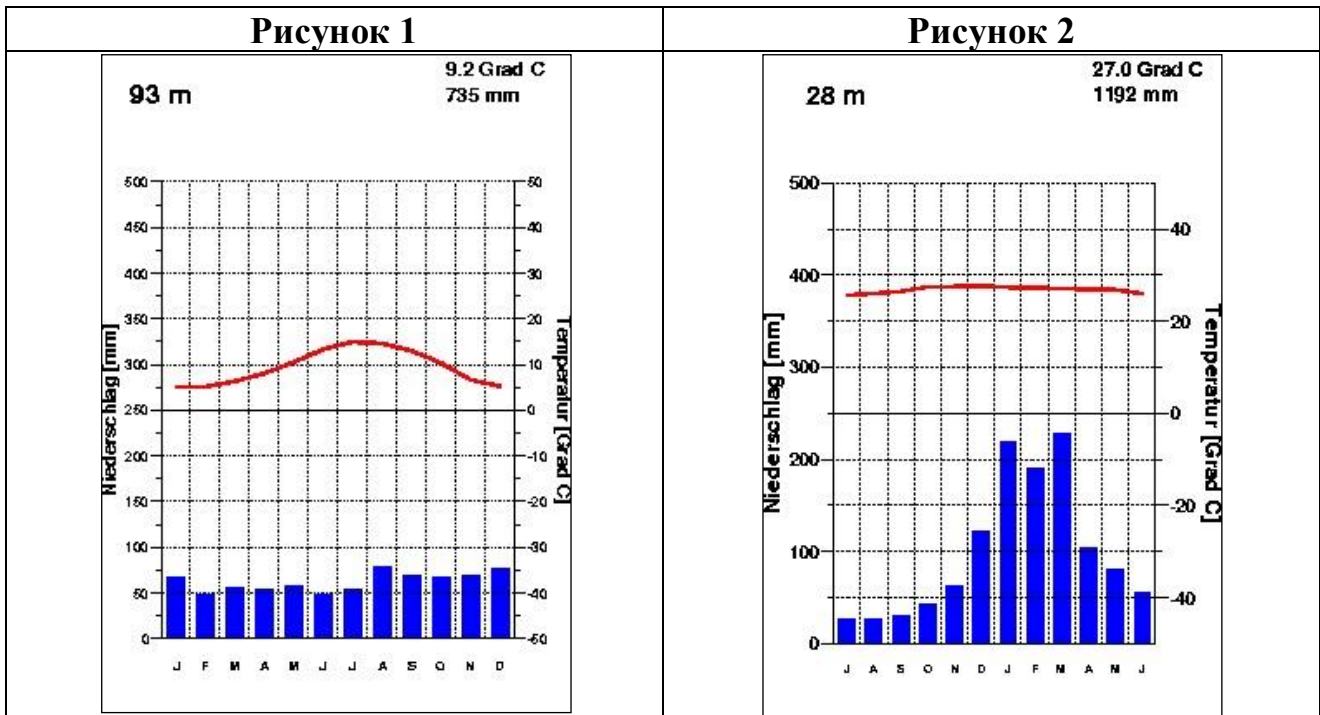 Рисунок 1
Рисунок 2
93 m
9.2 Grad C
735 mm
500
450
400
350
300
250
200
150
100
50
0
Niederschlag [mm]
50
40
30
20
10
0
-10
-20
-30
-40
-50
Temperatur [Grad C]
J F M A M J J A S O N D
28 m
27.0 Grad C
1192 mm
500
400
300
200
100
0
Niederschlag [mm]
40
20
0
-20
-40
Temperatur [Grad C]
J A S O N D J F M A M J